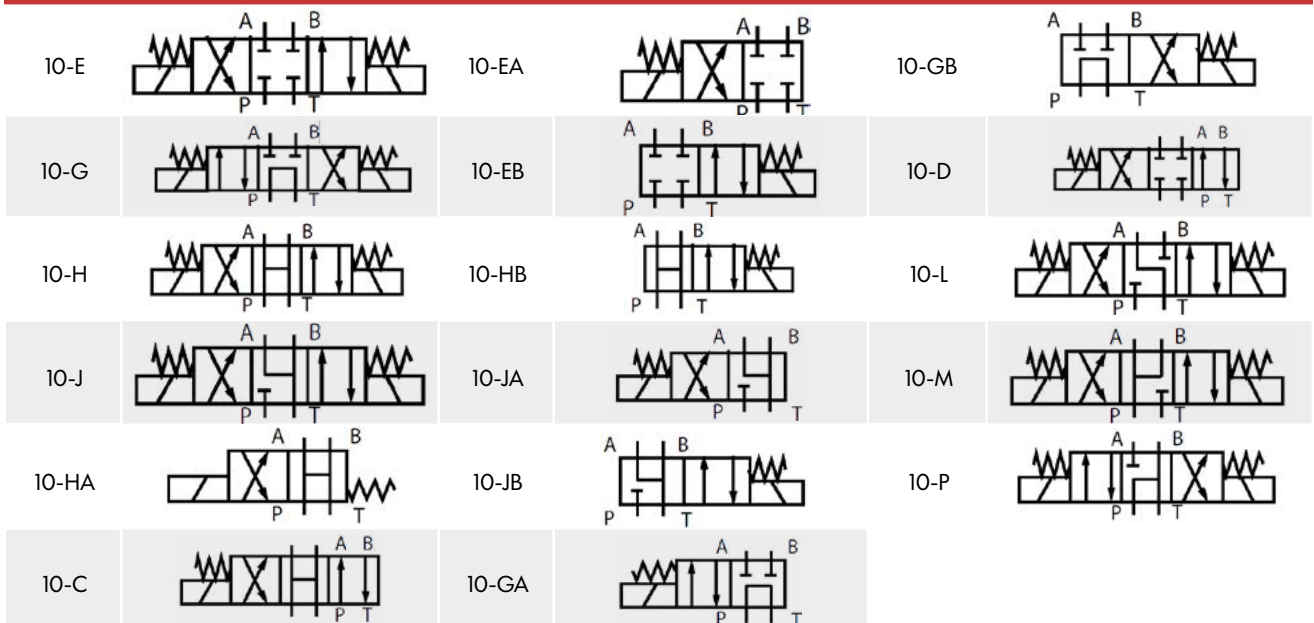 A B
10-E
P T
A B
10-EA
P T
A B
10-GB
P T
A B
10-G
P T
A B
10-EB
P T
A B
10-D
P T
A B
10-H
P T
A B
10-HB
P T
A B
10-L
P T
A B
10-J
P T
A B
10-JA
P T
A B
10-M
P T
A B
10-HA
P T
A B
10-JB
P T
A B
10-P
P T
A B
10-C
P T
A B
10-GA
P T